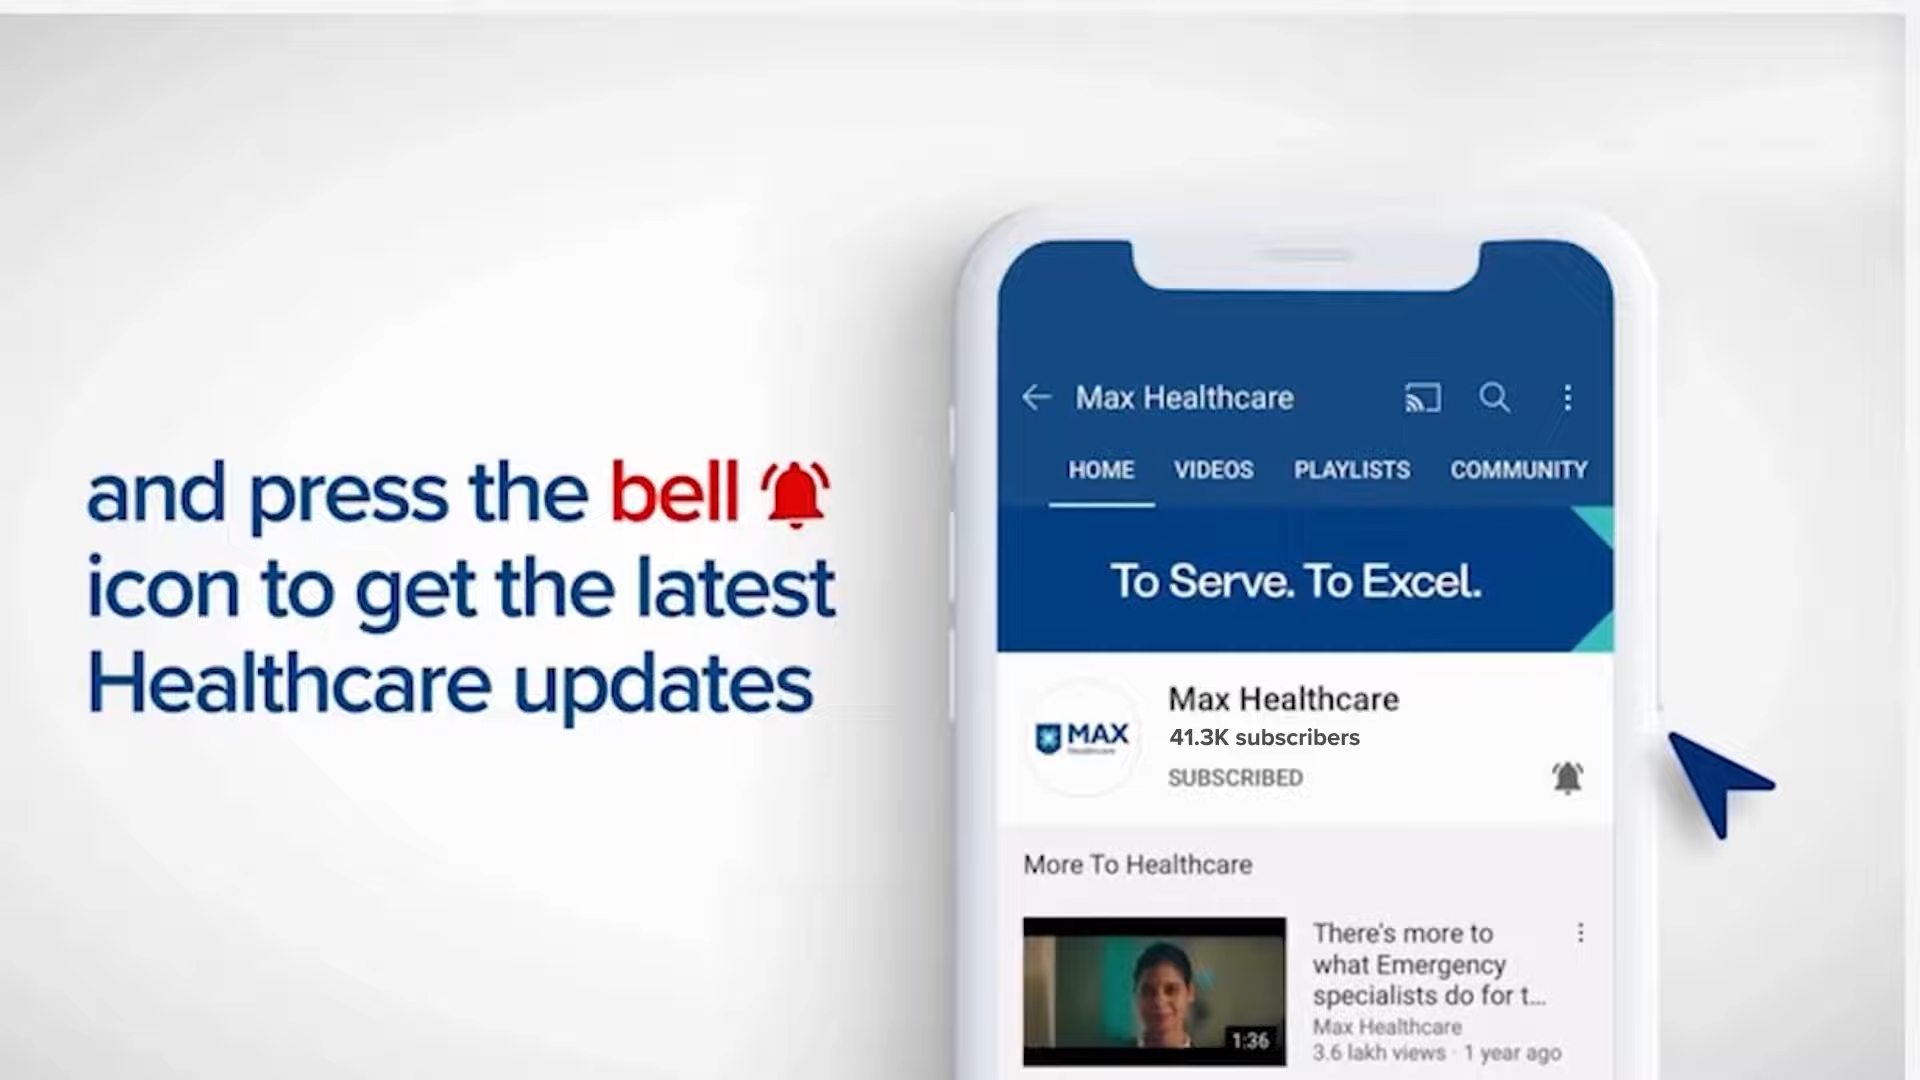 and press the bell
icon to get the latest
Healthcare updates
Max Healthcare
HOME VIDEOS PLAYLISTS COMMUNITY
To Serve. To Excel.
MAX
Healthcare
Max Healthcare
41.3K subscribers
SUBSCRIBED
More To Healthcare
There's more to
what Emergency
specialists do for t...
Max Healthcare
3.6 lakh views · 1 year ago
1:36